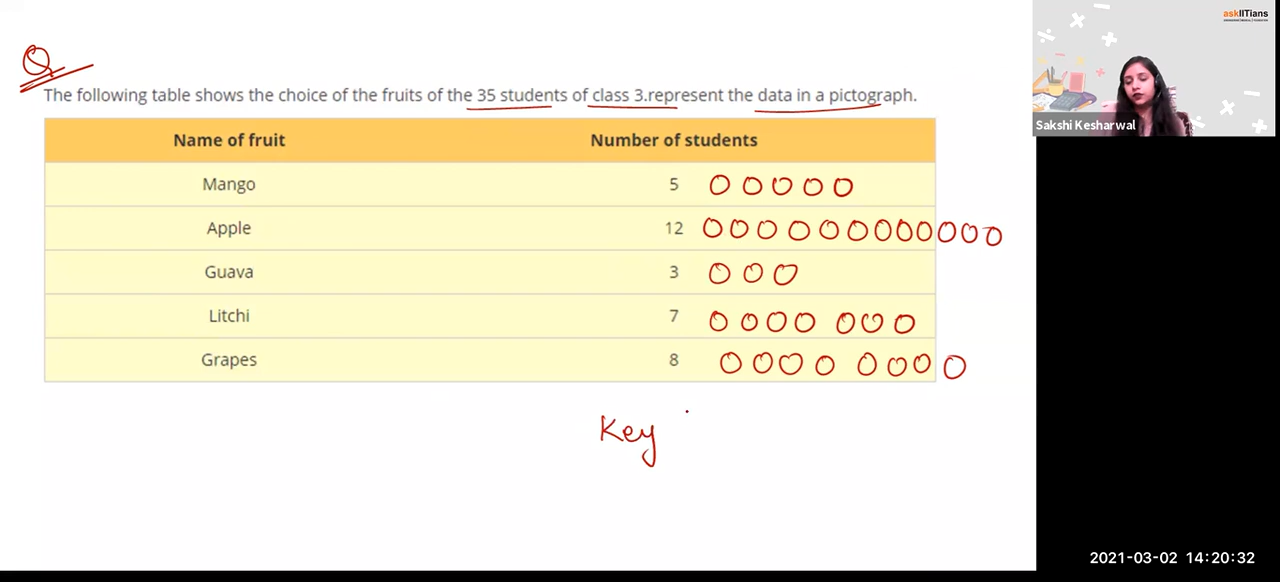 askIITians
Q
The following table shows the choice of the fruits of the 35 students of class 3.represent the data in a pictograph.
Name of fruit Number of students
Mango 5
Apple 12
Guava 3
Litchi 7
Grapes 8
Key
Sakshi Kesharwal
2021-03-02 14:20:32